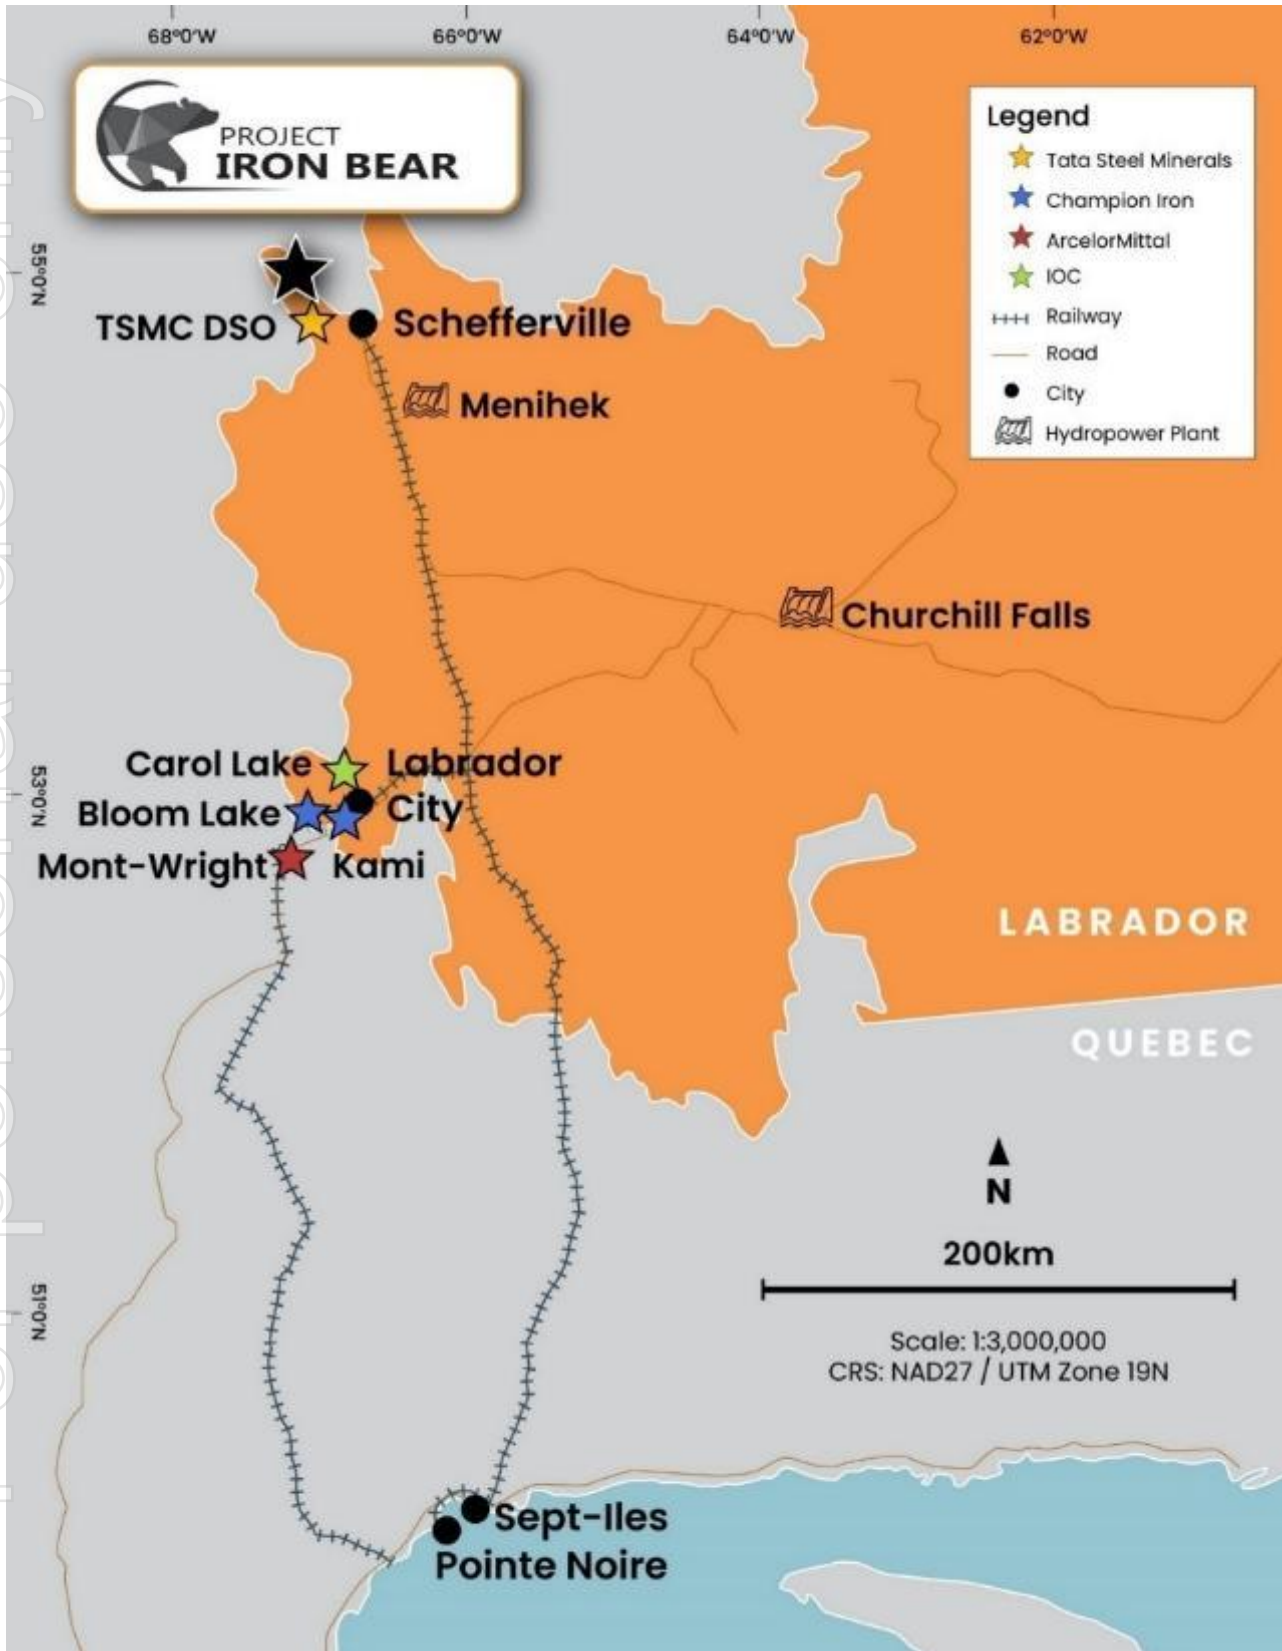 68°0'W
66°0'W
64°0'W
62°0'W
PROJECT
IRON BEAR
Legend
Tata Steel Minerals
Champion Iron
ArcelorMittal
IOC
Railway
Road
City
Hydropower Plant
55°0'N
TSMC DSO
Schefferville
Menihek
Churchill Falls
53°0'N
Carol Lake
Labrador
City
Bloom Lake
Mont-Wright
Kami
LABRADOR
QUEBEC
N
200km
51°0'N
Scale: 1:3,000,000
CRS: NAD27 / UTM Zone 19N
Sept-Iles
Pointe Noire